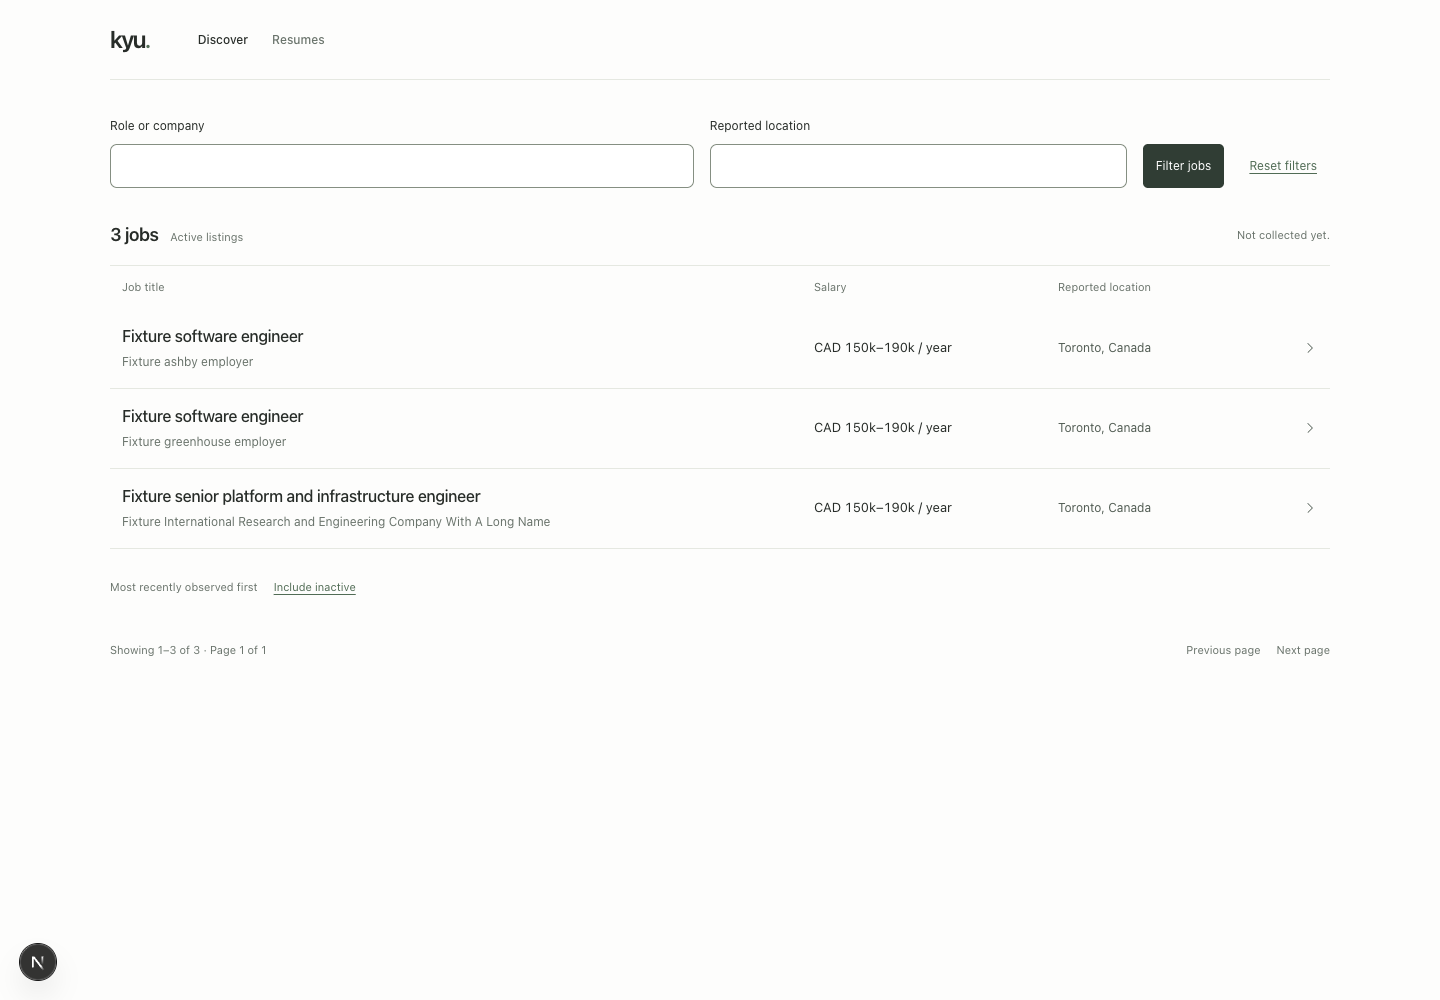 kyu.
Discover
Resumes
Role or company
Reported location
Filter jobs
Reset filters
3 jobs
Active listings
Not collected yet.
Job title
Salary
Reported location
Fixture software engineer
Fixture ashby employer
CAD 150k–190k / year
Toronto, Canada
Fixture software engineer
Fixture greenhouse employer
CAD 150k–190k / year
Toronto, Canada
Fixture senior platform and infrastructure engineer
Fixture International Research and Engineering Company With A Long Name
CAD 150k–190k / year
Toronto, Canada
Most recently observed first
Include inactive
Showing 1–3 of 3 · Page 1 of 1
Previous page
Next page
N